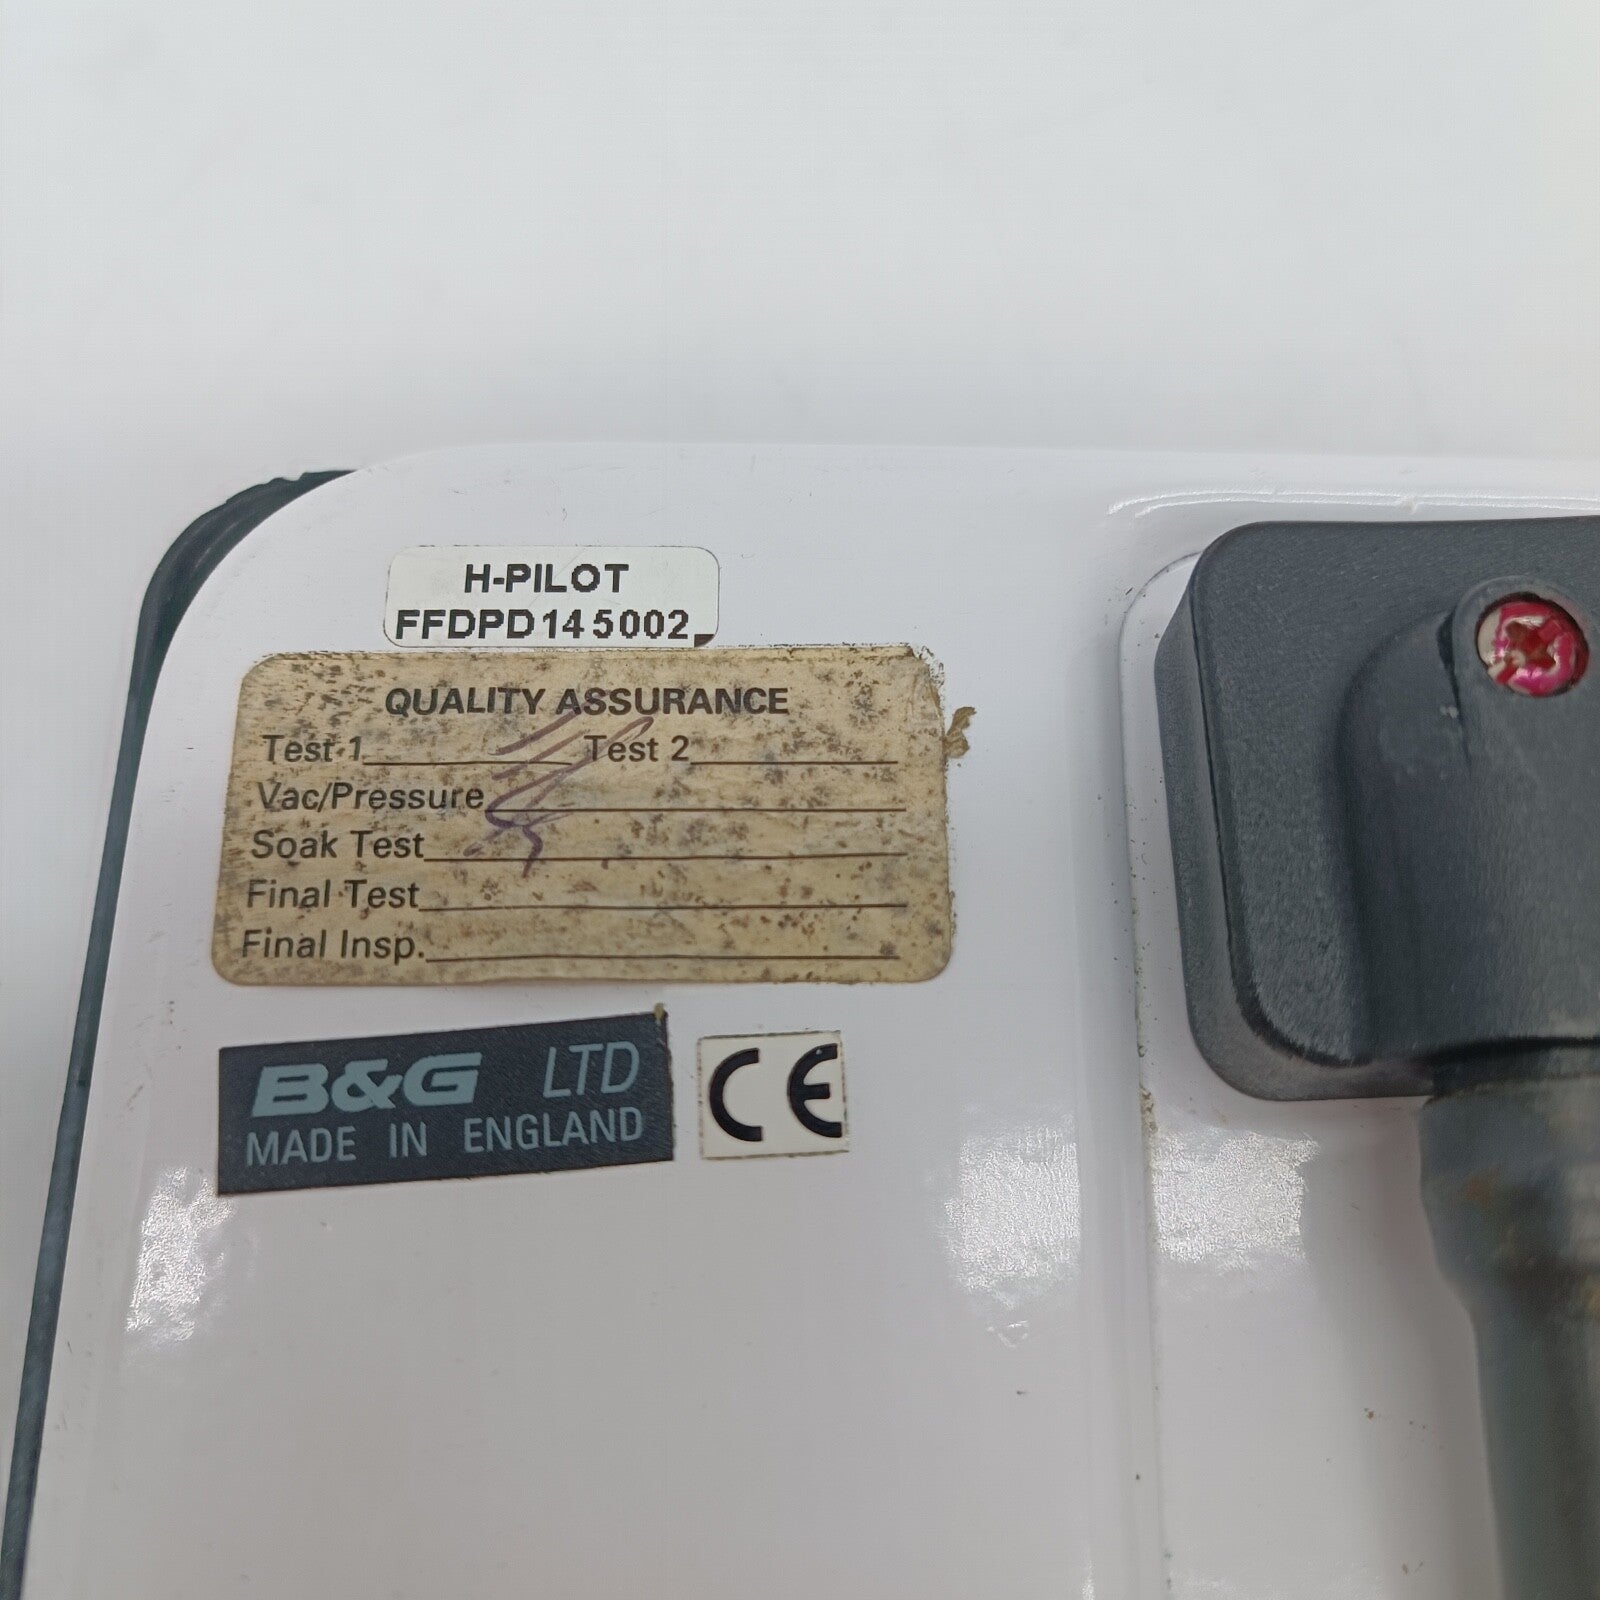 H-PILOT
FFDPD145002
QUALITY ASSURANCE
Test 1 Test 2
Vac/Pressure
Soak Test
Final Test
Final Insp.
B&G LTD
MADE IN ENGLAND
CE